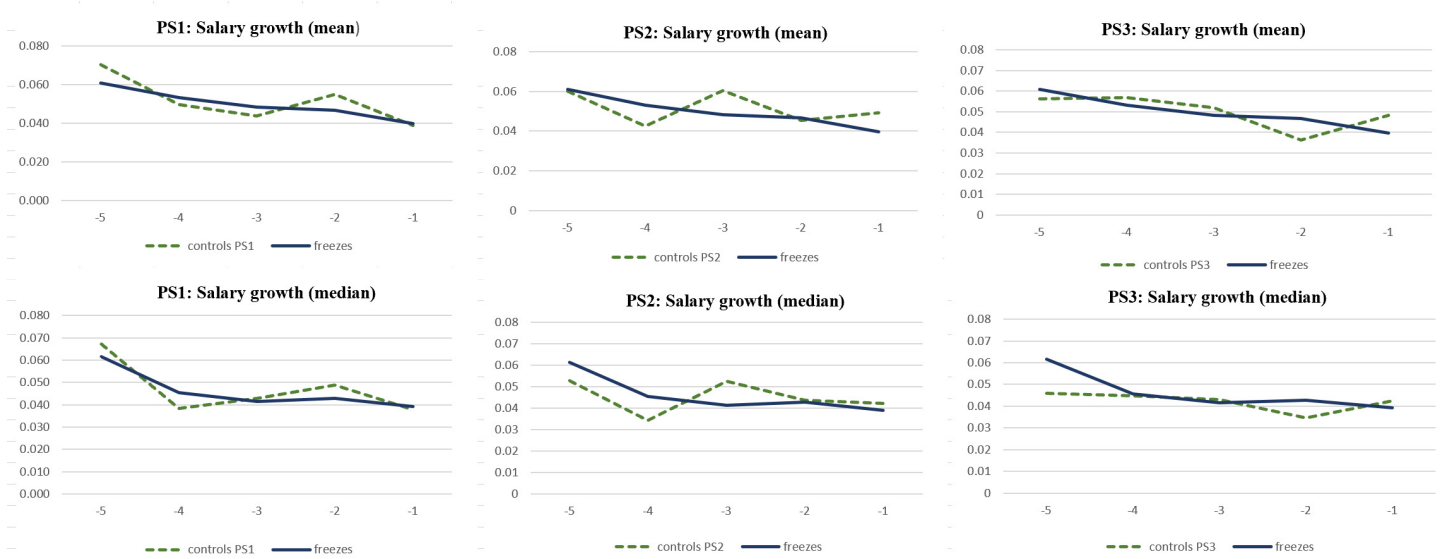 PS1: Salary growth (mean)
0.080
0.060
0.040
0.020
0.000
-5 -4 -3 -2 -1
controls PS1 freezes
PS2: Salary growth (mean)
0.08
0.06
0.04
0.02
0
-5 -4 -3 -2 -1
controls PS2 freezes
PS3: Salary growth (mean)
0.08
0.07
0.06
0.05
0.04
0.03
0.02
0.01
0
-5 -4 -3 -2 -1
controls PS3 freezes
PS1: Salary growth (median)
0.080
0.070
0.060
0.050
0.040
0.030
0.020
0.010
0.000
-5 -4 -3 -2 -1
controls PS1 freezes
PS2: Salary growth (median)
0.08
0.07
0.06
0.05
0.04
0.03
0.02
0.01
0
-5 -4 -3 -2 -1
controls PS2 freezes
PS3: Salary growth (median)
0.08
0.07
0.06
0.05
0.04
0.03
0.02
0.01
0
-5 -4 -3 -2 -1
controls PS3 freezes